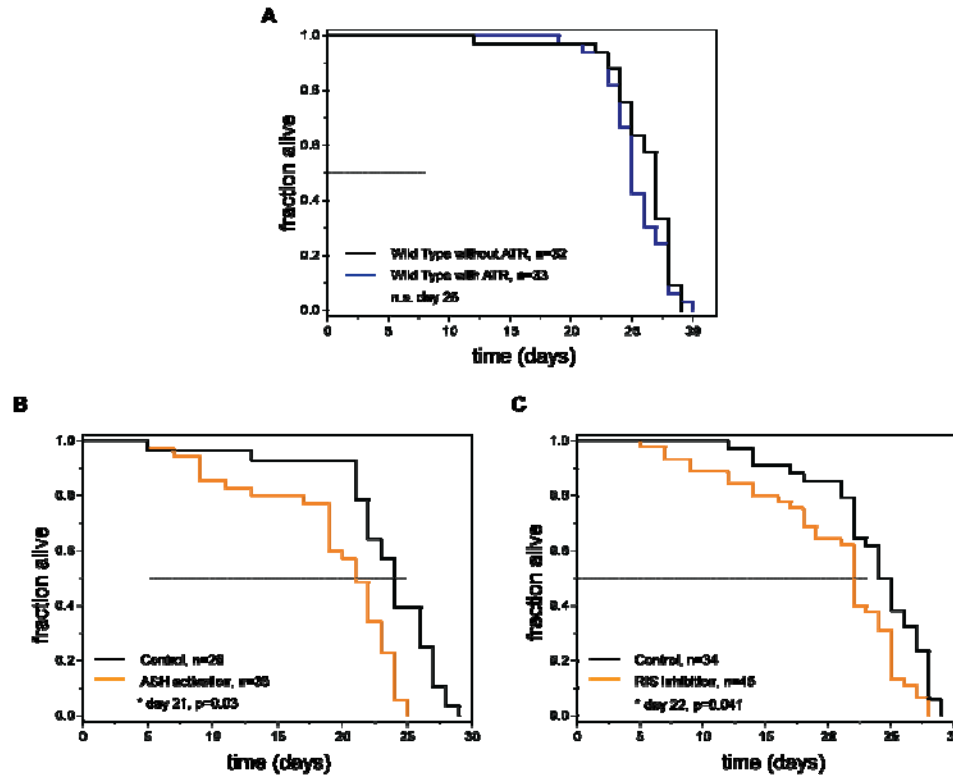 A
1.0
0.8
0.6
0.4
0.2
0.0
fraction alive
Wild Type without ATR, n=32
Wild Type with ATR, n=33
n.s. day 25
0 5 10 15 20 25 30
time (days)
B
1.0
0.8
0.6
0.4
0.2
0.0
fraction alive
Control, n=28
ASH activation, n=35
* day 21, p=0.03
0 5 10 15 20 25 30
time (days)
C
1.0
0.8
0.6
0.4
0.2
0.0
fraction alive
Control, n=34
RIS inhibition, n=45
* day 22, p=0.041
0 5 10 15 20 25
time (days)